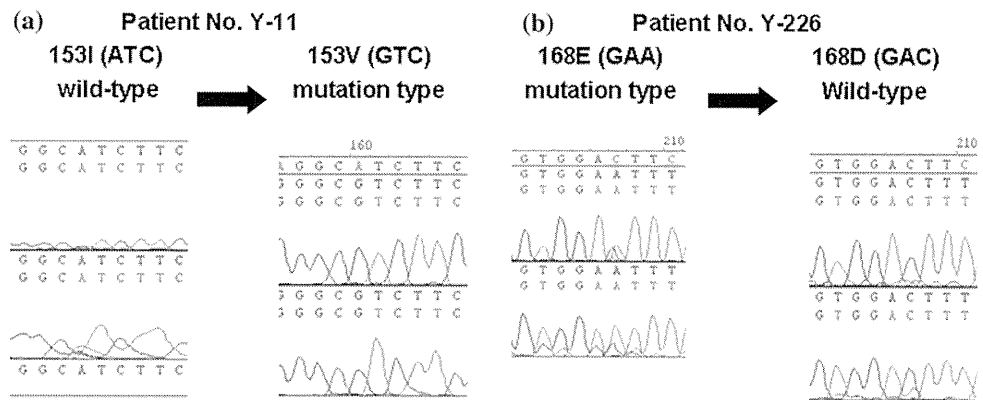 (a) Patient No. Y-11
153I (ATC)
wild-type
153V (GTC)
mutation type
G G C A T C T T C
G G C A T C T T C
G G C A T C T T C
G G C A T C T T C
G G C A T C T T C
160
G G C A T C T T C
G G C G T C T T C
G G C G T C T T C
G G C G T C T T C
G G C G T C T T C
(b) Patient No. Y-226
168E (GAA)
mutation type
168D (GAC)
Wild-type
210
G T G G A C T T C
G T G G A A T T T
G T G G A A T T T
G T G G A A T T T
G T G G A A T T T
210
G T G G A C T T C
G T G G A C T T T
G T G G A C T T T
G T G G A C T T T
G T G G A C T T T